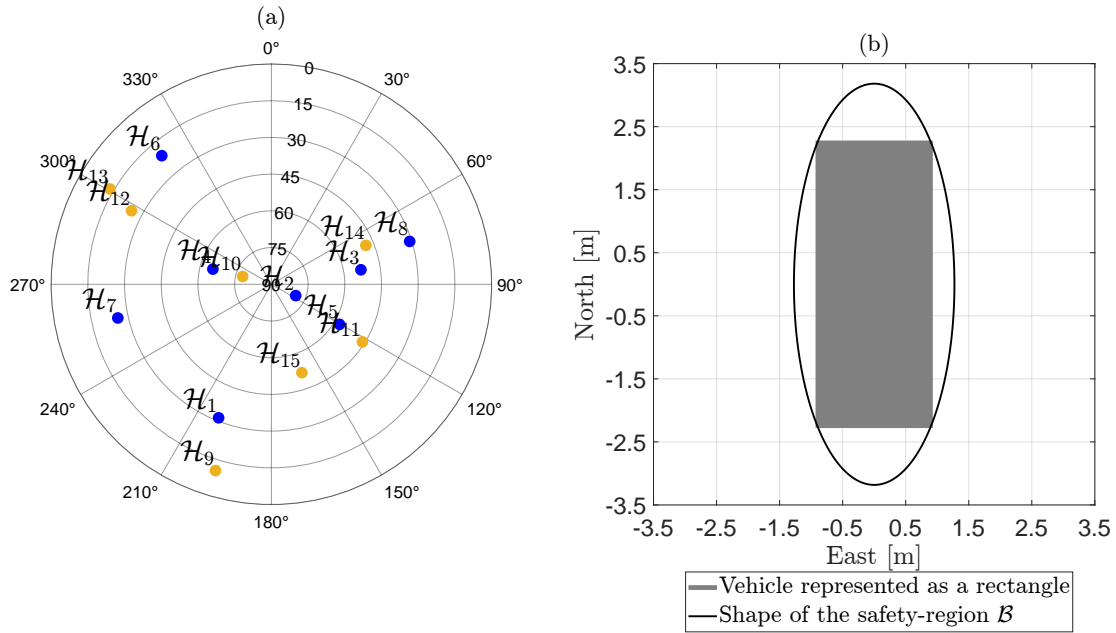 (a)
0°
30°
60°
90°
120°
150°
180°
210°
240°
270°
300°
330°
0
15
30
45
60
75
90
ℋ6
ℋ13
ℋ12
ℋ14
ℋ8
ℋ3
ℋ10
ℋ2
ℋ7
ℋ5
ℋ11
ℋ15
ℋ1
ℋ9
(b)
3.5
2.5
1.5
0.5
-0.5
-1.5
-2.5
-3.5
North [m]
-3.5 -2.5 -1.5 -0.5 0.5 1.5 2.5 3.5
East [m]
Vehicle represented as a rectangle
Shape of the safety-region ℬ